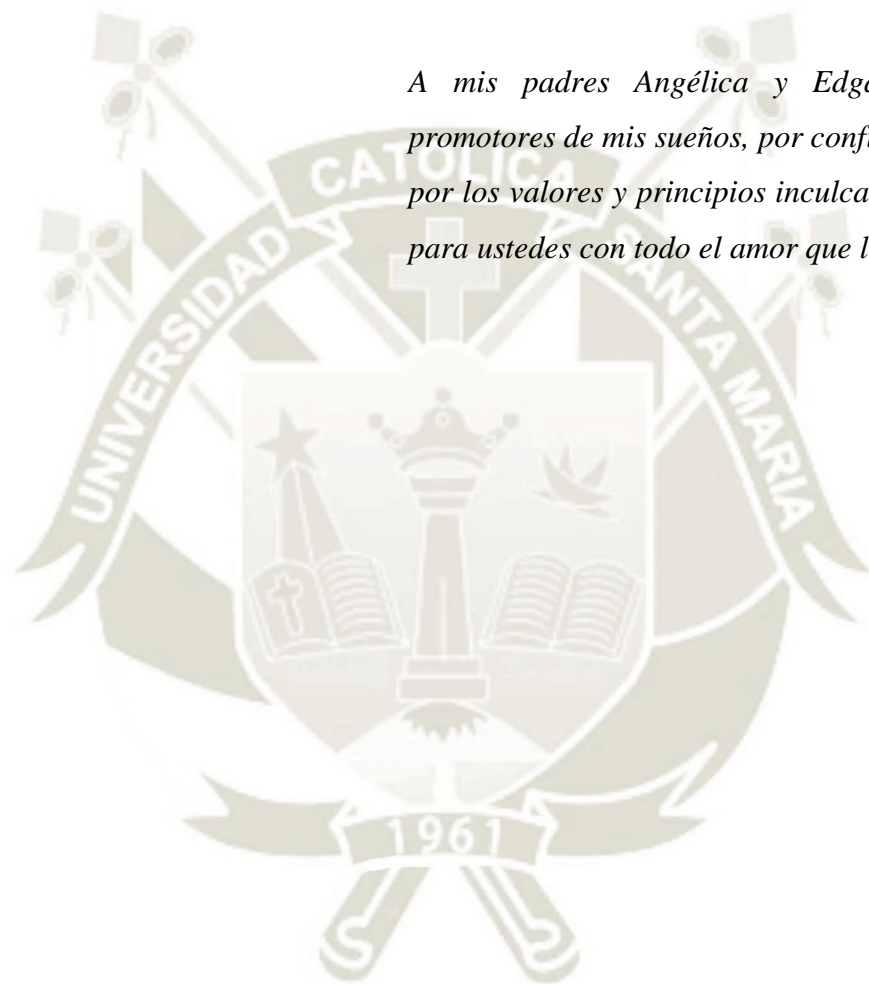 A mis padres Angélica y
promotores de mis sueños, por
por los valores y principios
para ustedes con todo el amor que
UNIVERSIDAD CATOLICA SANTA MARIA
1961